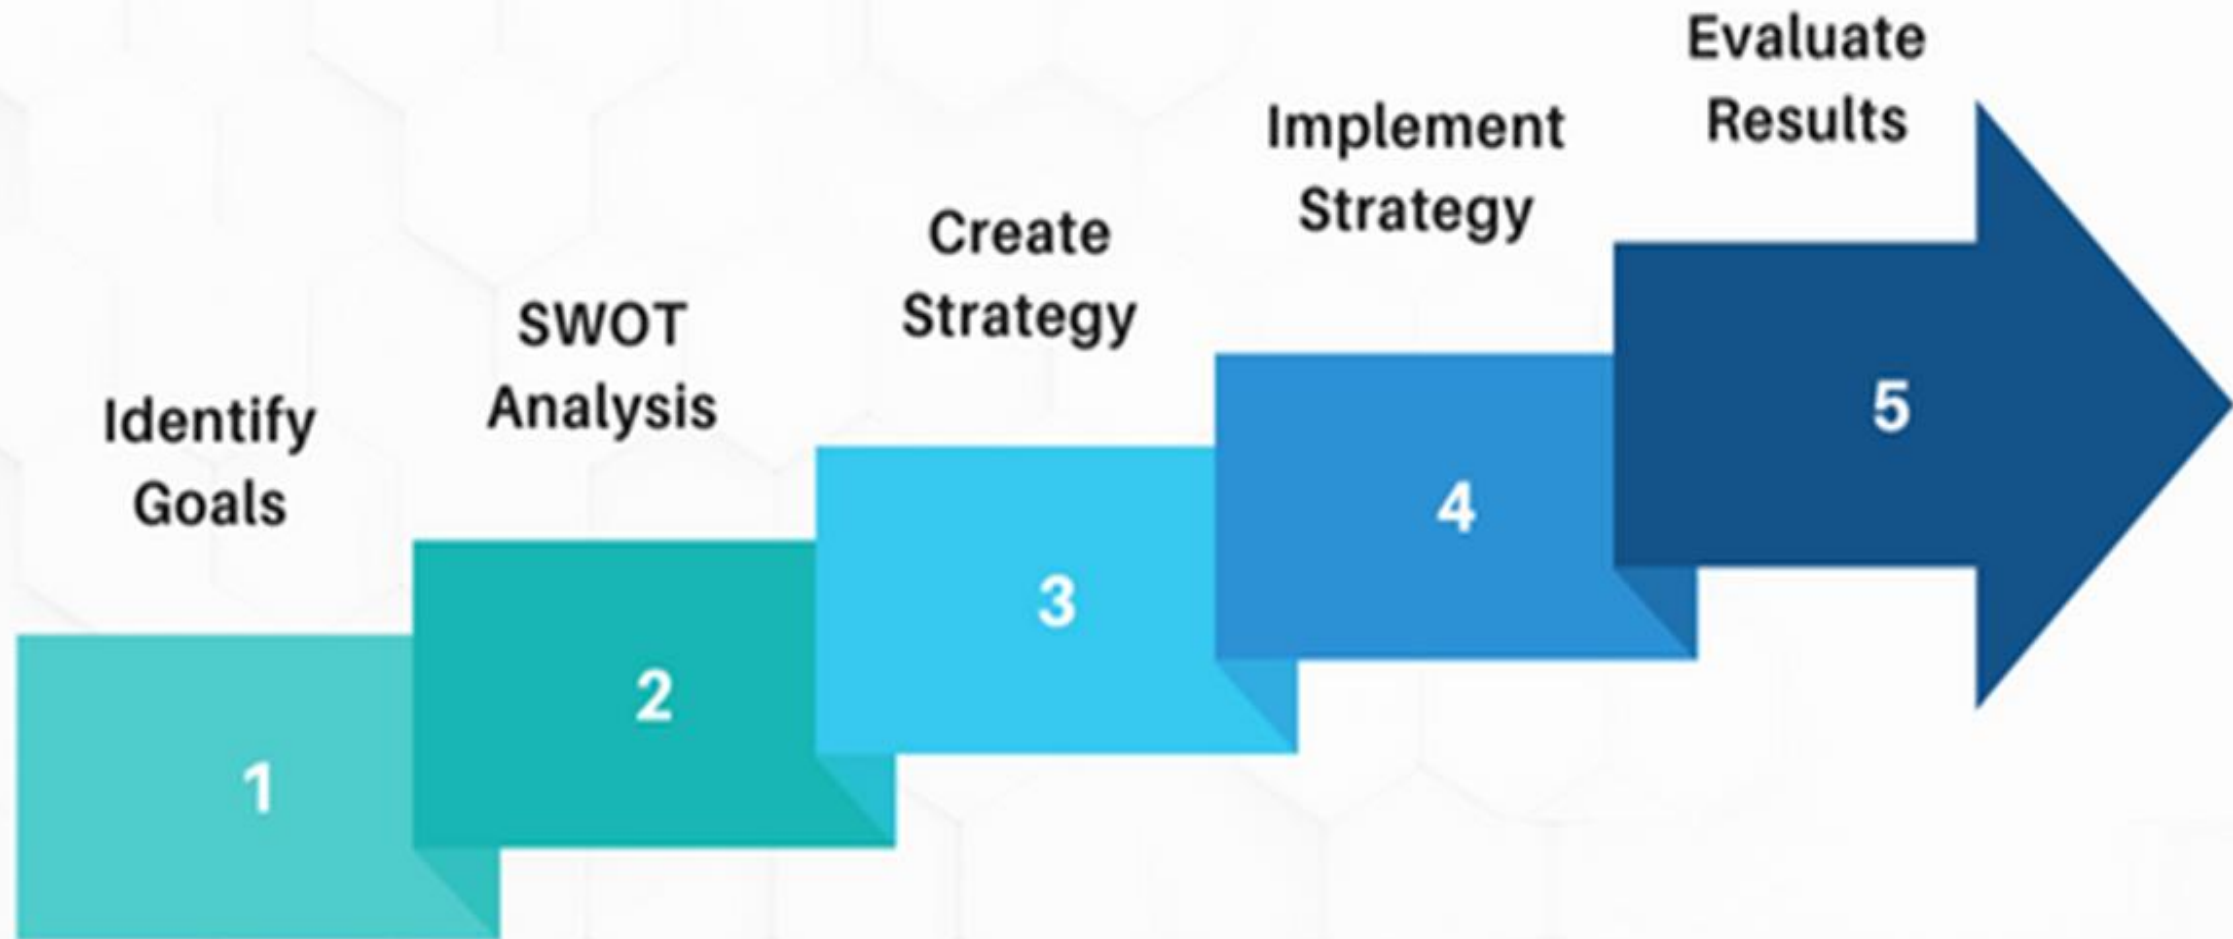 Identify
Goals
1
SWOT
Analysis
2
Create
Strategy
3
Implement
Strategy
4
Evaluate
Results
5